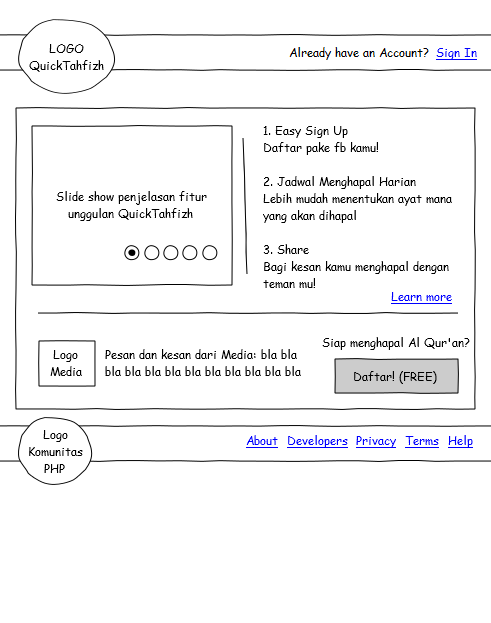 LOGO
QuickTahfizh
Already have an Account? Sign In
Slide show penjelasan fitur
unggulan QuickTahfizh
1. Easy Sign Up
Daftar pake fb kamu!
2. Jadwal Menghapal Harian
Lebih mudah menentukan ayat mana
yang akan dihapal
3. Share
Bagi kesan kamu menghapal dengan
teman mu!
Learn more
Logo
Media
Pesan dan kesan dari Media: bla bla
bla bla bla bla bla bla bla bla bla bla
Siap menghapal Al Qur'an?
Daftar! (FREE)
Logo
Komunitas
PHP
About Developers Privacy Terms Help